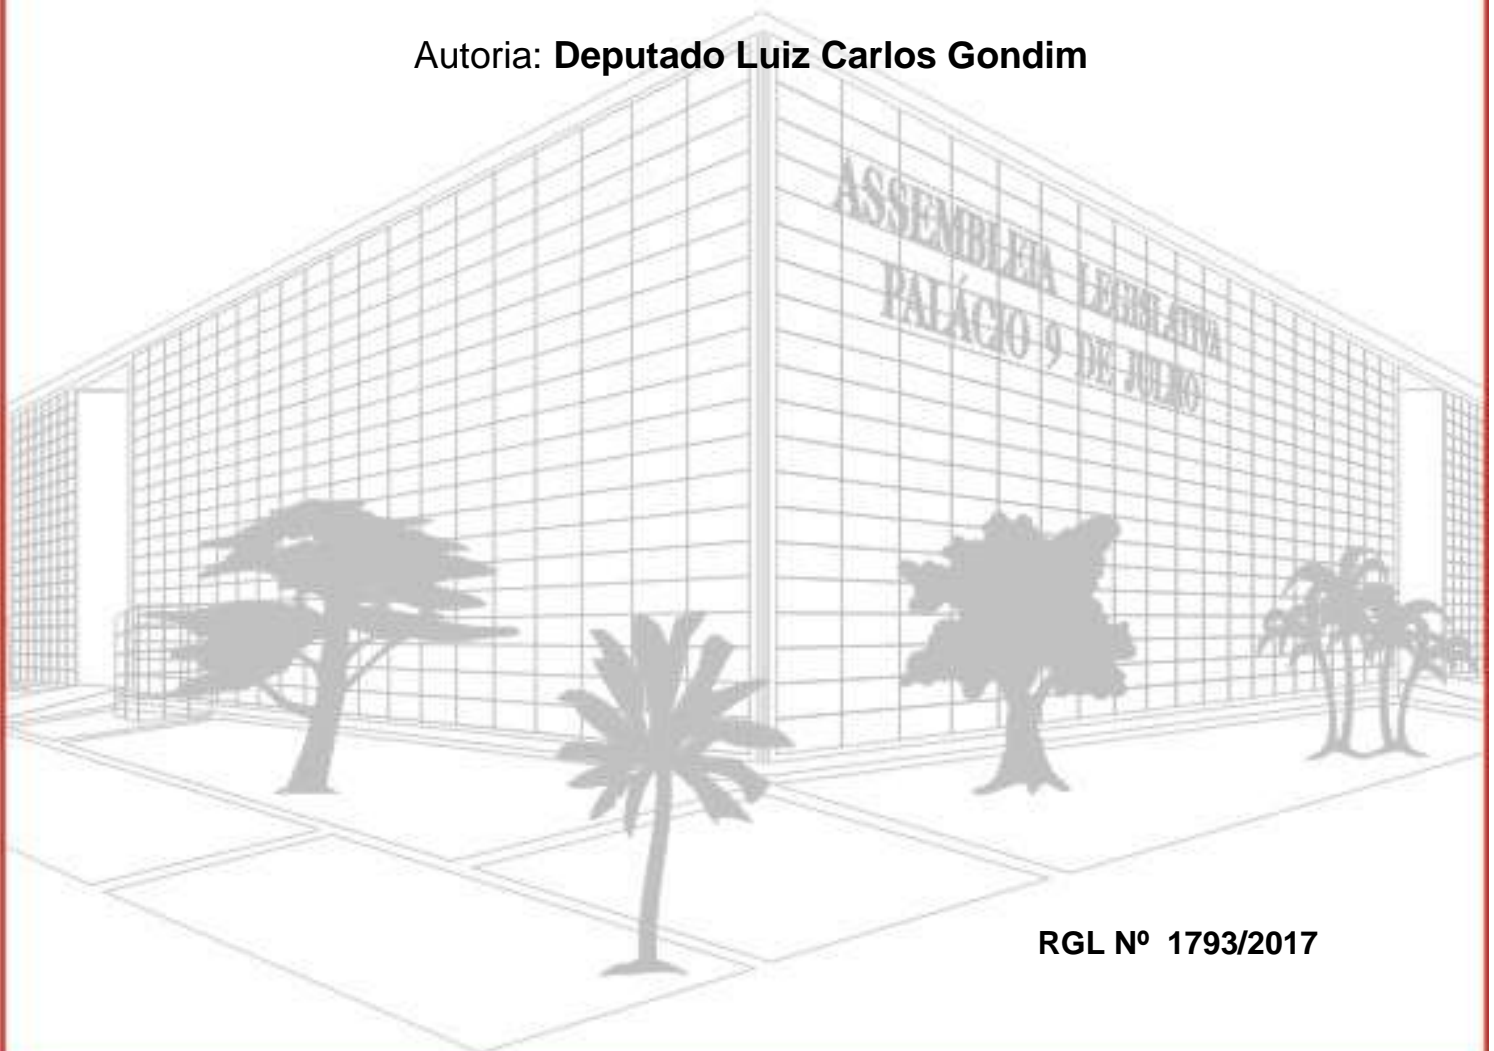 Autoria: Deputado Luiz Carlos Gondim
ASSEMBLEIA LEGISLATIVA
PALÁCIO 9 DE JULHO
RGL Nº 1793/2017